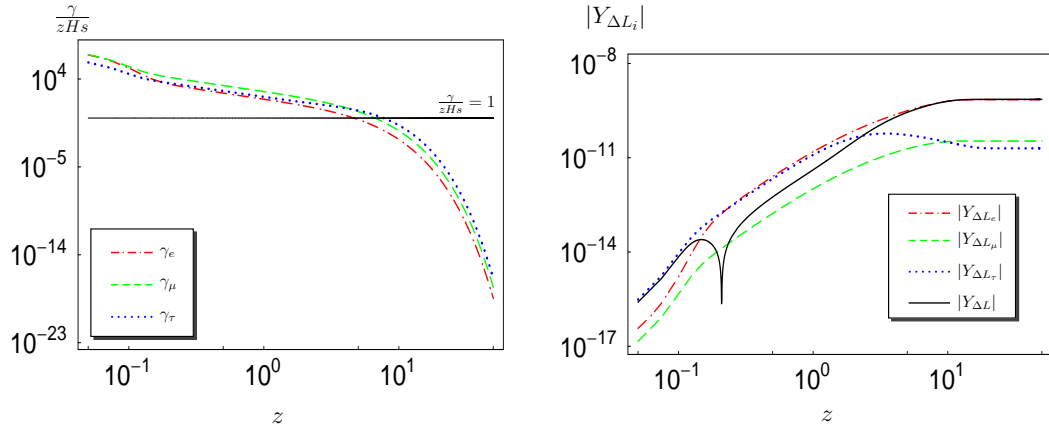 γ/zHs
10^4
10^-5
10^-14
10^-23
γ/zHs = 1
γ_e
γ_μ
γ_τ
10^-1 10^0 10^1
z
|Y_ΔL_i|
10^-8
10^-11
10^-14
10^-17
|Y_ΔL_e|
|Y_ΔL_μ|
|Y_ΔL_τ|
|Y_ΔL|
10^-1 10^0 10^1
z